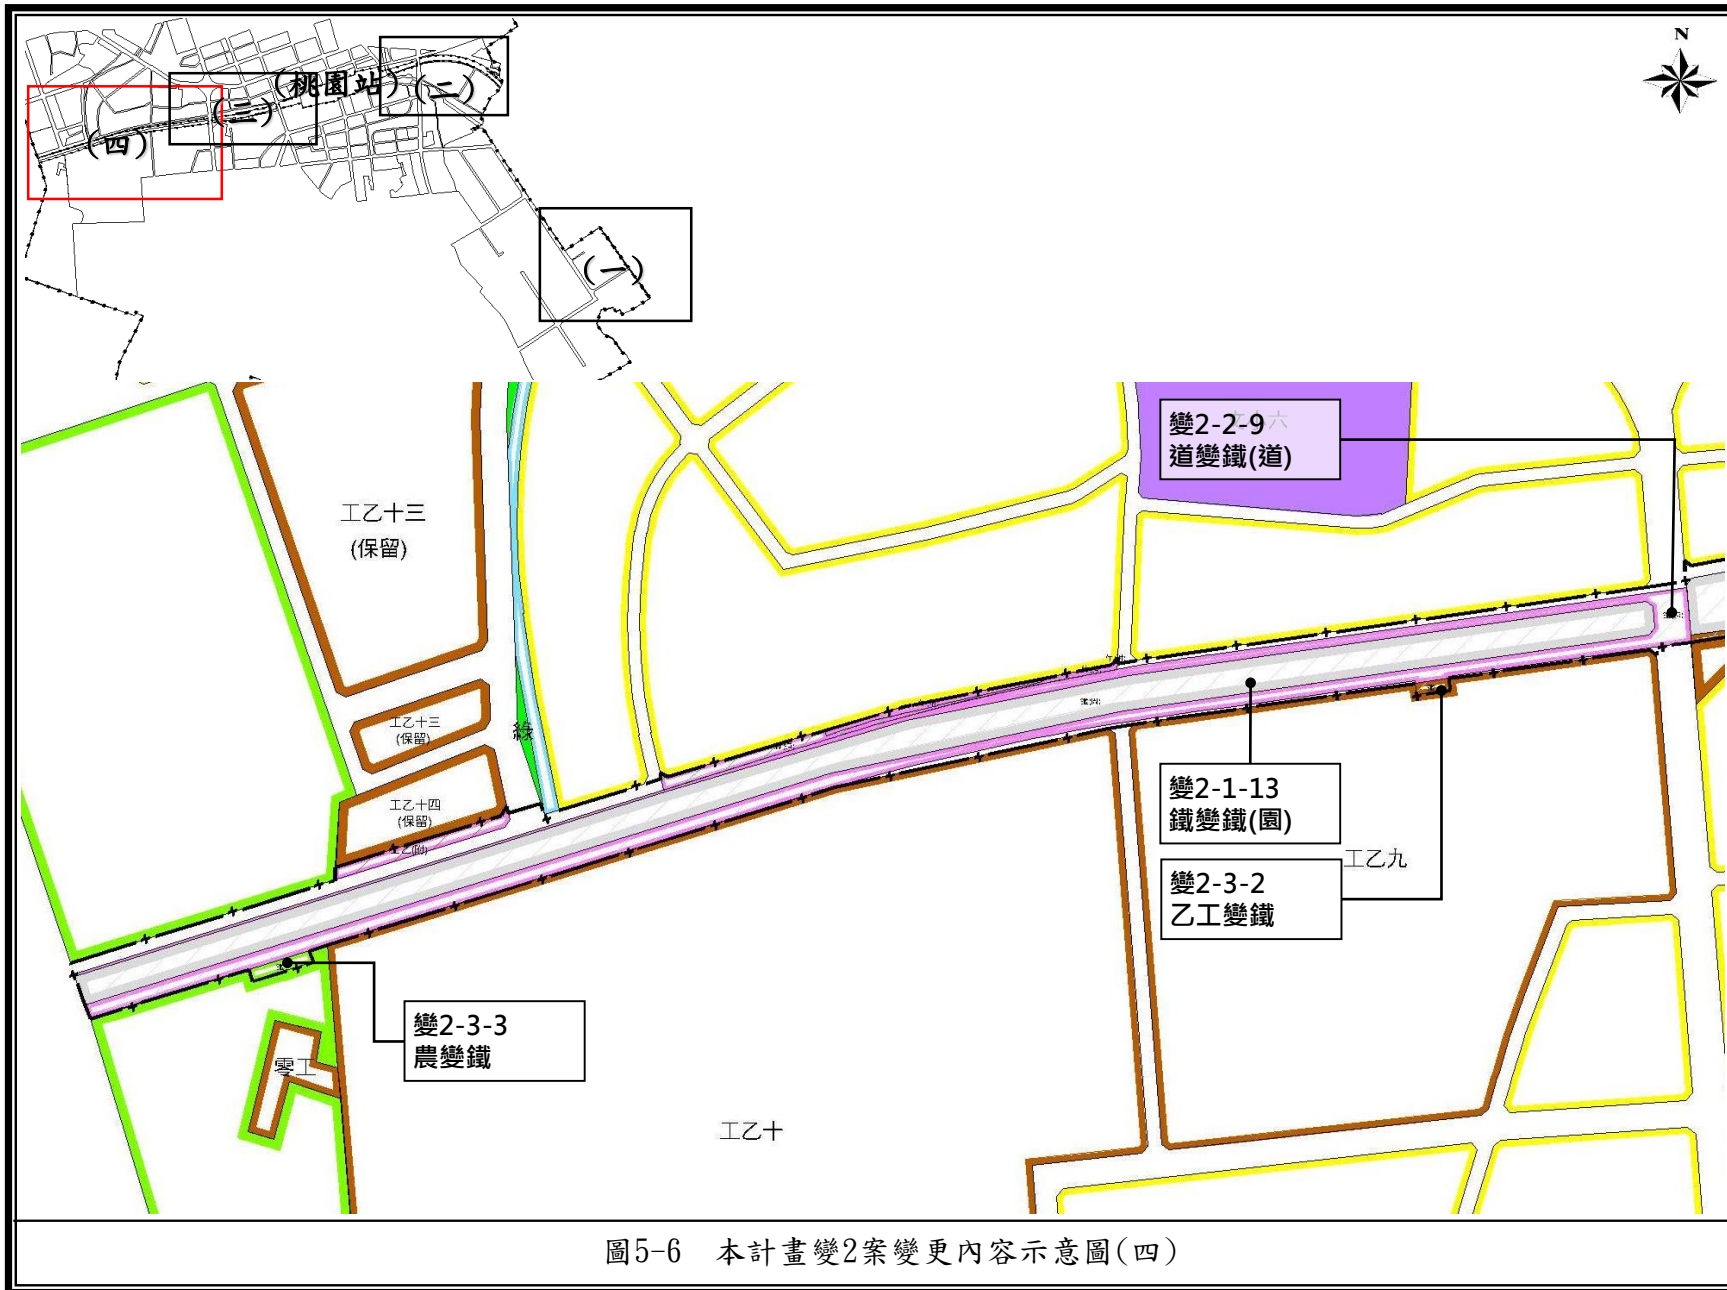 N
(桃園站)
(二)
(三)
(四)
(一)
變2-2-9
道變鐵(道)
工乙十三
(保留)
工乙十三
(保留)
綠
工乙十四
(保留)
變2-1-13
鐵變鐵(園)
工乙九
變2-3-2
乙工變鐵
變2-3-3
農變鐵
零工
工乙十
圖5-6 本計畫變2案變更內容示意圖(四)